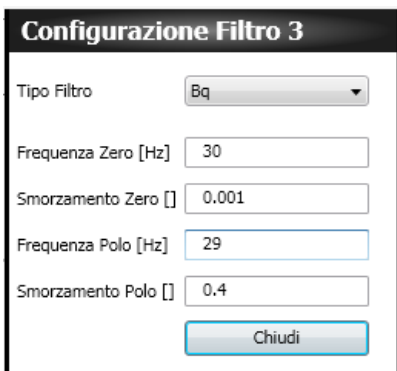 Configurazione Filtro 3
Tipo Filtro Bq
Frequenza Zero [Hz] 30
Smorzamento Zero [] 0.001
Frequenza Polo [Hz] 29
Smorzamento Polo [] 0.4
Chiudi